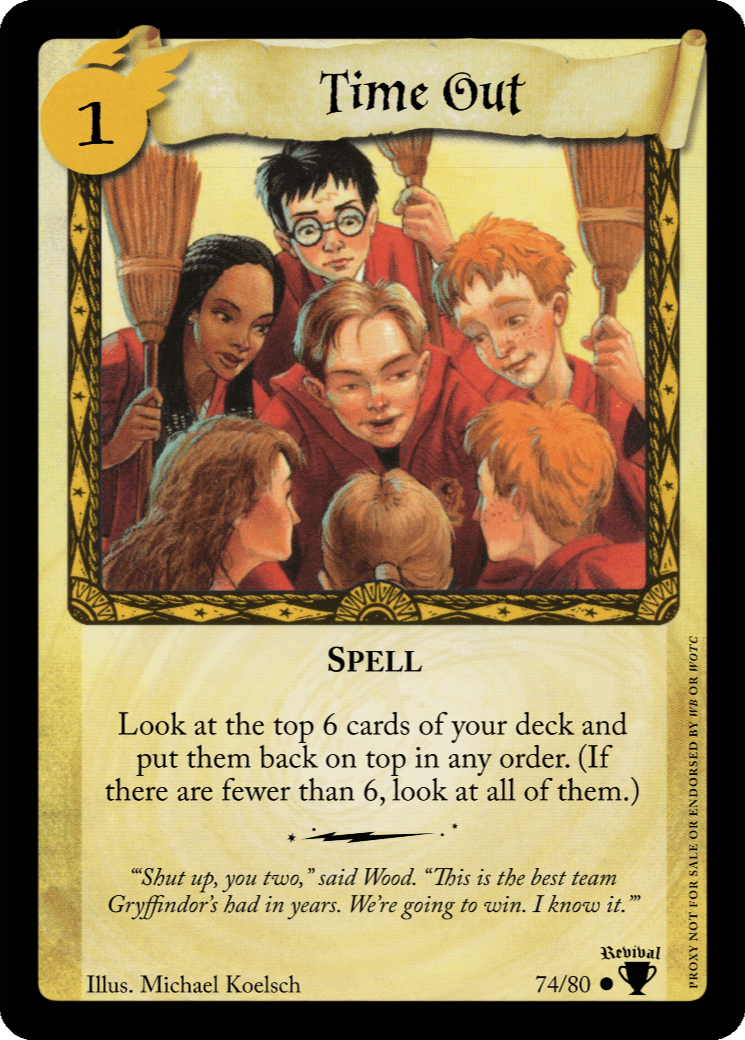 1
Time Out
SPELL
Look at the top 6 cards of your deck and
put them back on top in any order. (If
there are fewer than 6, look at all of them.)
“‘Shut up, you two,” said Wood. “This is the best team
Gryffindor’s had in years. We’re going to win. I know it.’”
Illus. Michael Koelsch
74/80
Revival
PROXY NOT FOR SALE OR ENDORSED BY WB OR WOTC